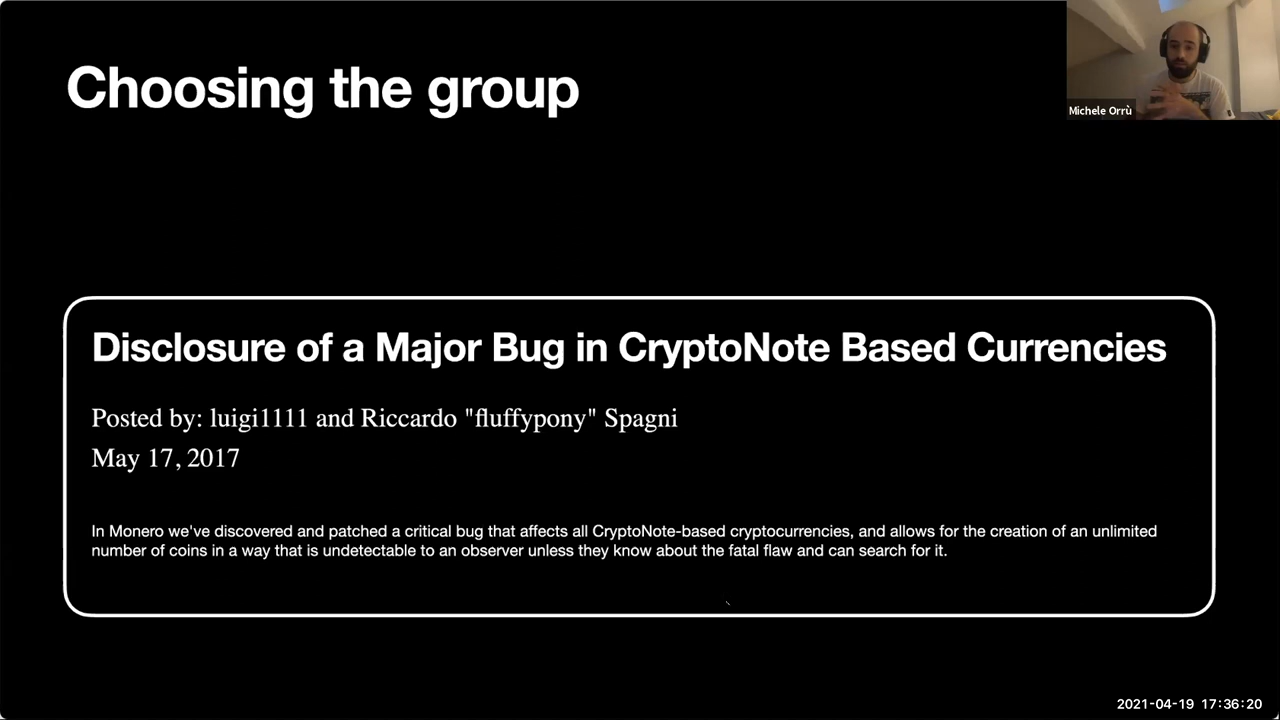 Choosing the group
Michele Orrù
Disclosure of a Major Bug in CryptoNote Based Currencies
Posted by: luigi1111 and Riccardo "fluffypony" Spagni
May 17, 2017
In Monero we've discovered and patched a critical bug that affects all CryptoNote-based cryptocurrencies, and allows for the creation of an unlimited
number of coins in a way that is undetectable to an observer unless they know about the fatal flaw and can search for it.
2021-04-19 17:36:20